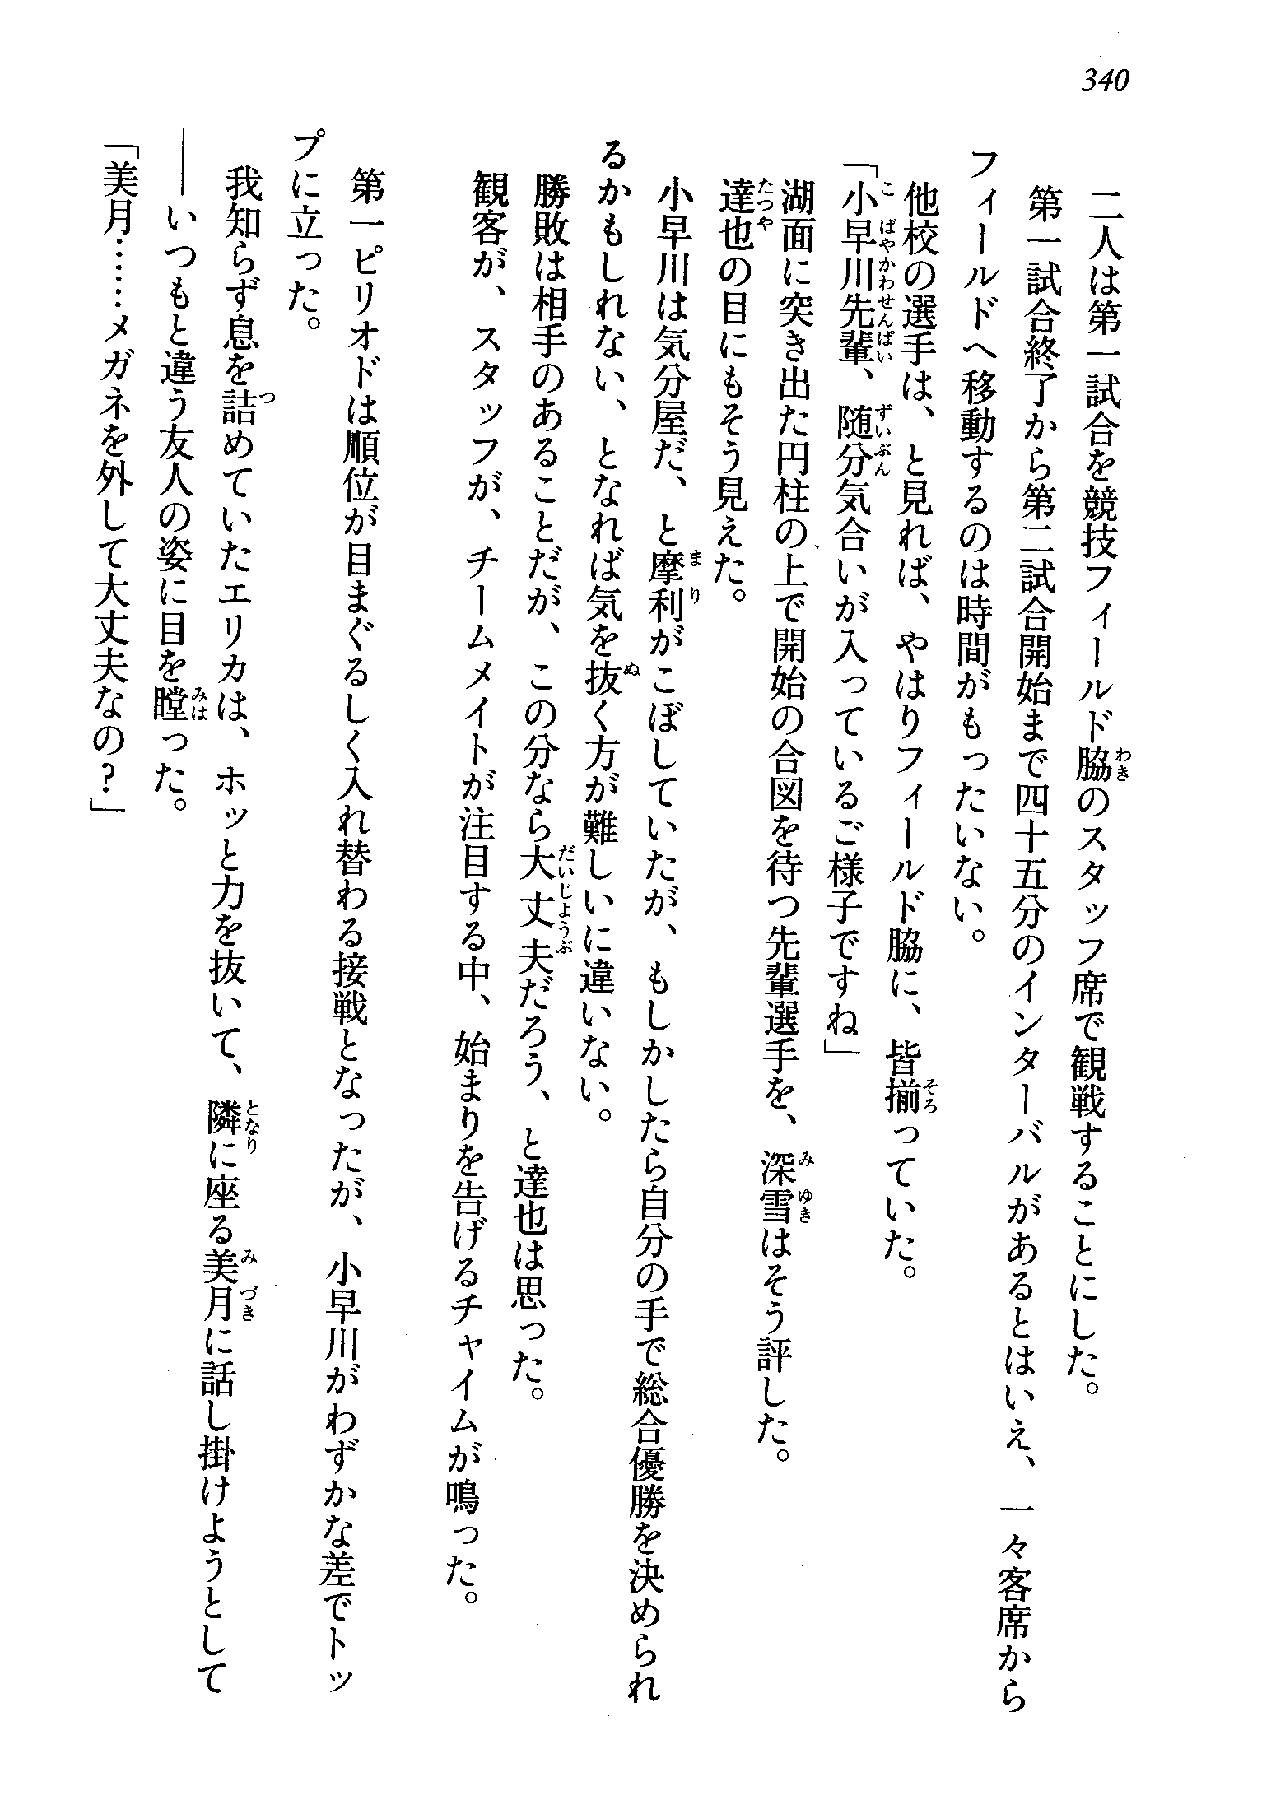 340
二人は第一試合を競技フィールド脇のスタッフ席で観戦することにした。
第一試合終了から第二試合開始まで四十五分のインターバルがあるとはいえ、一々客席から
フィールドへ移動するのは時間がもったいない。
他校の選手は、と見れば、やはりフィールド脇に、皆揃っていた。
「小早川先輩、随分気合いが入っているご様子ですね」
湖面に突き出た円柱の上で開始の合図を待つ先輩選手を、深雪はそう評した。
達也の目にもそう見えた。
小早川は気分屋だ、と摩利がこぼしていたが、もしかしたら自分の手で総合優勝を決められ
るかもしれない、となれば気を抜く方が難しいに違いない。
勝敗は相手のあることだが、この分なら大丈夫だろう、と達也は思った。
観客が、スタッフが、チームメイトが注目する中、始まりを告げるチャイムが鳴った。
第一ピリオドは順位が目まぐるしく入れ替わる接戦となったが、小早川がわずかな差でトッ
プに立った。
我知らず息を詰めていたエリカは、ホッと力を抜いて、隣に座る美月に話し掛けようとして
――いつもと違う友人の姿に目を瞠った。
「美月……メガネを外して大丈夫なの?」